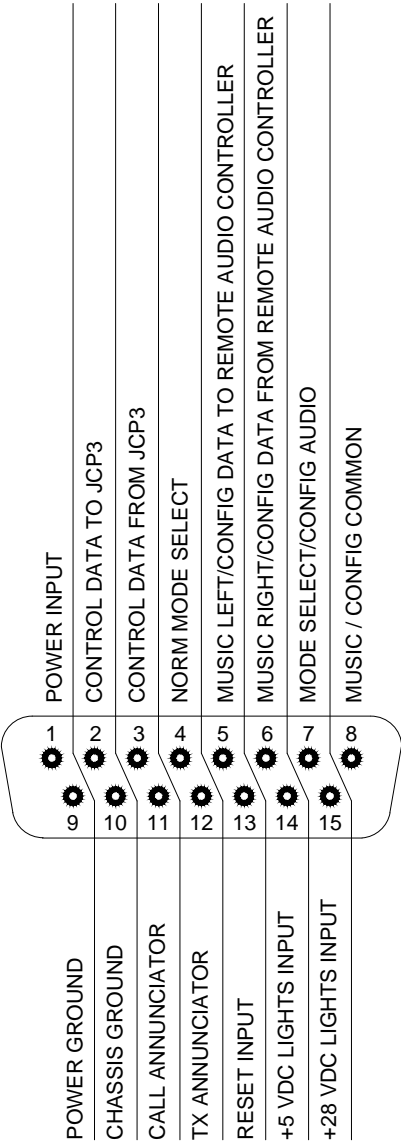 POWER INPUT
CONTROL DATA TO JCP3
CONTROL DATA FROM JCP3
NORM MODE SELECT
MUSIC LEFT/CONFIG DATA TO REMOTE AUDIO CONTROLLER
MUSIC RIGHT/CONFIG DATA FROM REMOTE AUDIO CONTROLLER
MODE SELECT/CONFIG AUDIO
MUSIC / CONFIG COMMON
1 2 3 4 5 6 7 8
9 10 11 12 13 14 15
POWER GROUND
CHASSIS GROUND
CALL ANNUNCIATOR
TX ANNUNCIATOR
RESET INPUT
+5 VDC LIGHTS INPUT
+28 VDC LIGHTS INPUT